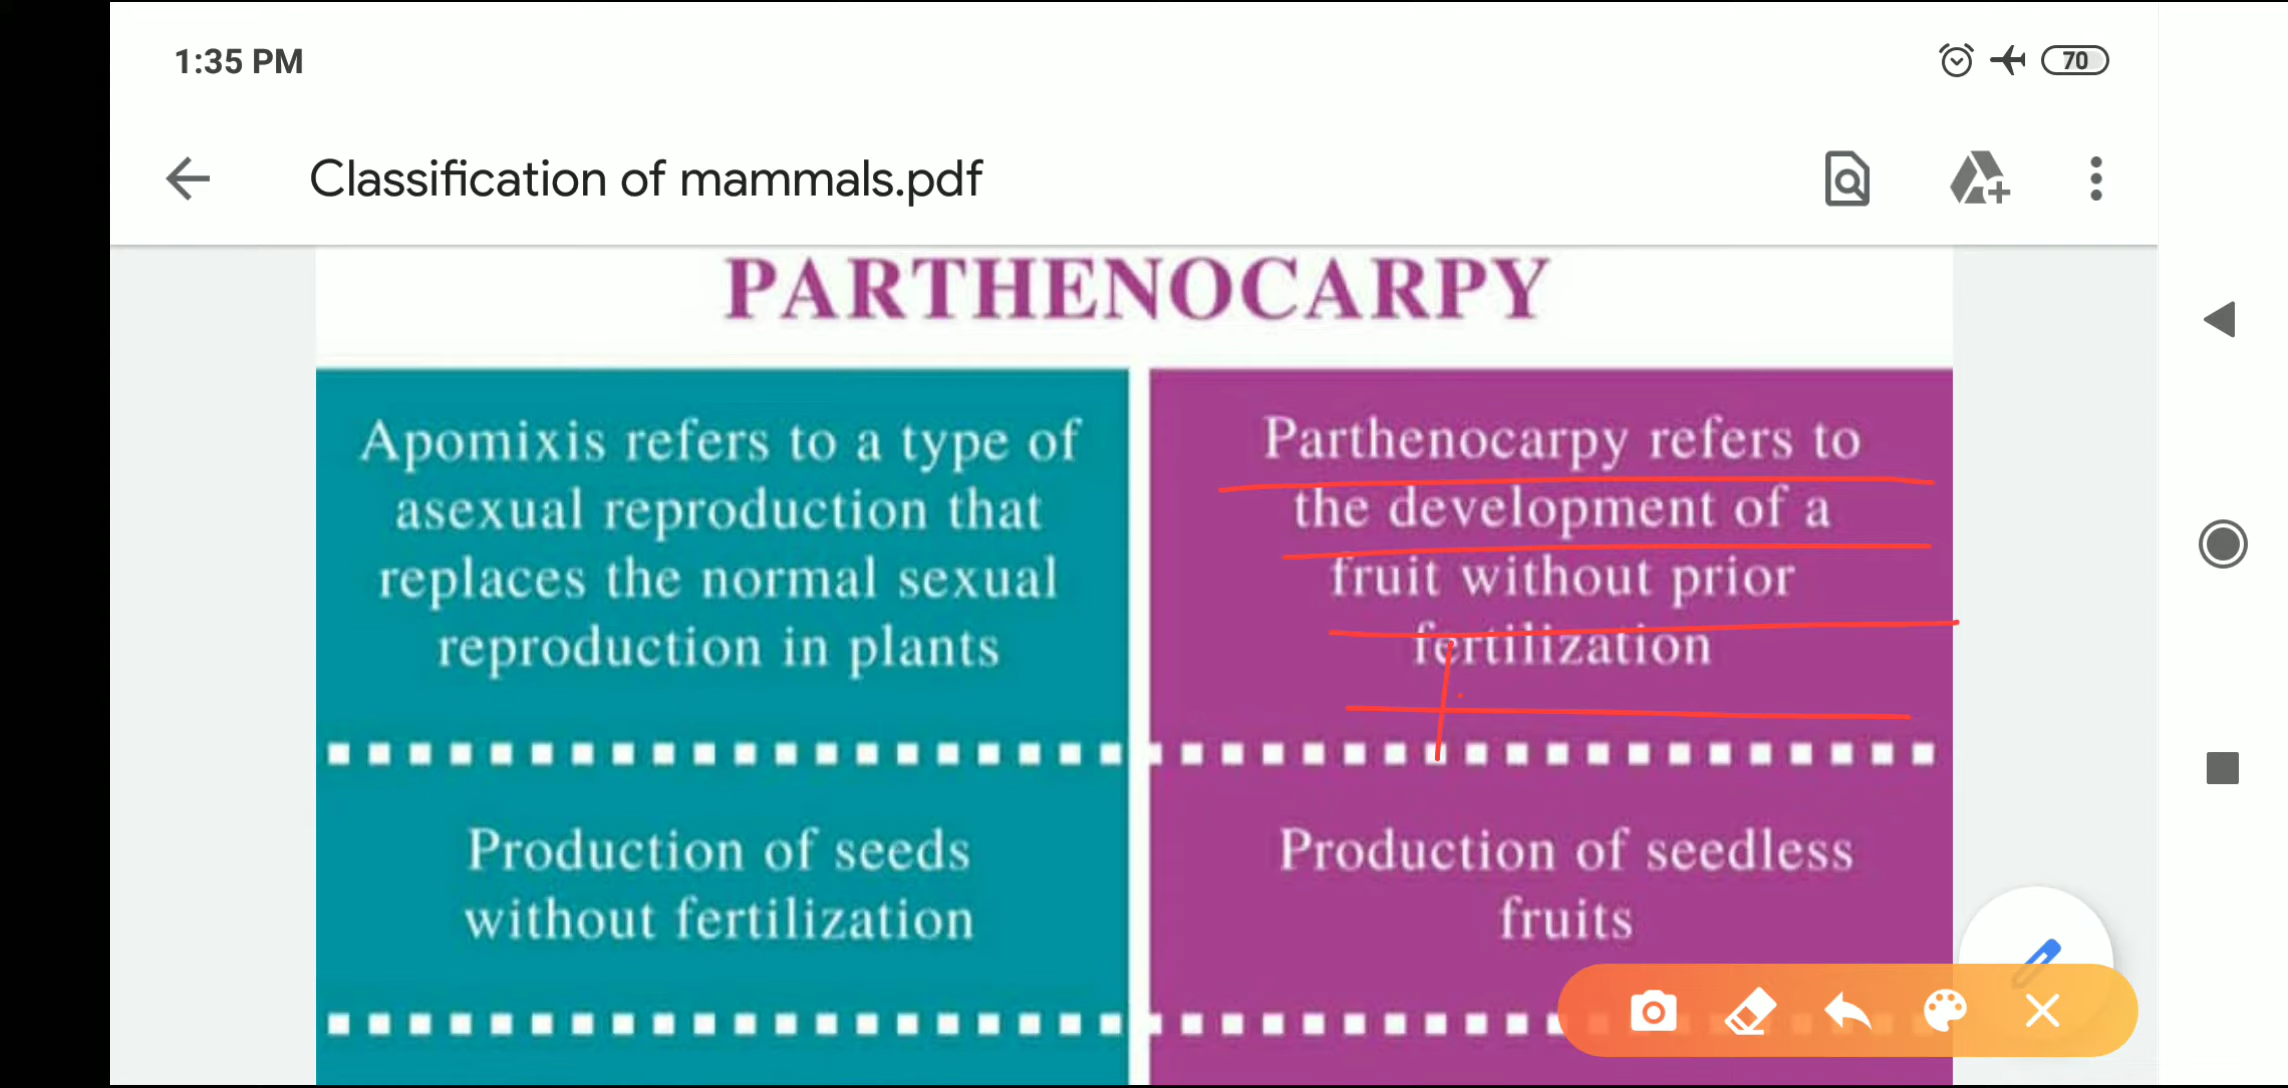 1:35 PM
70
Classification of mammals.pdf
PARTHENOCARPY
Apomixis refers to a type of
asexual reproduction that
replaces the normal sexual
reproduction in plants
Parthenocarpy refers to
the development of a
fruit without prior
fertilization
Production of seeds
without fertilization
Production of seedless
fruits